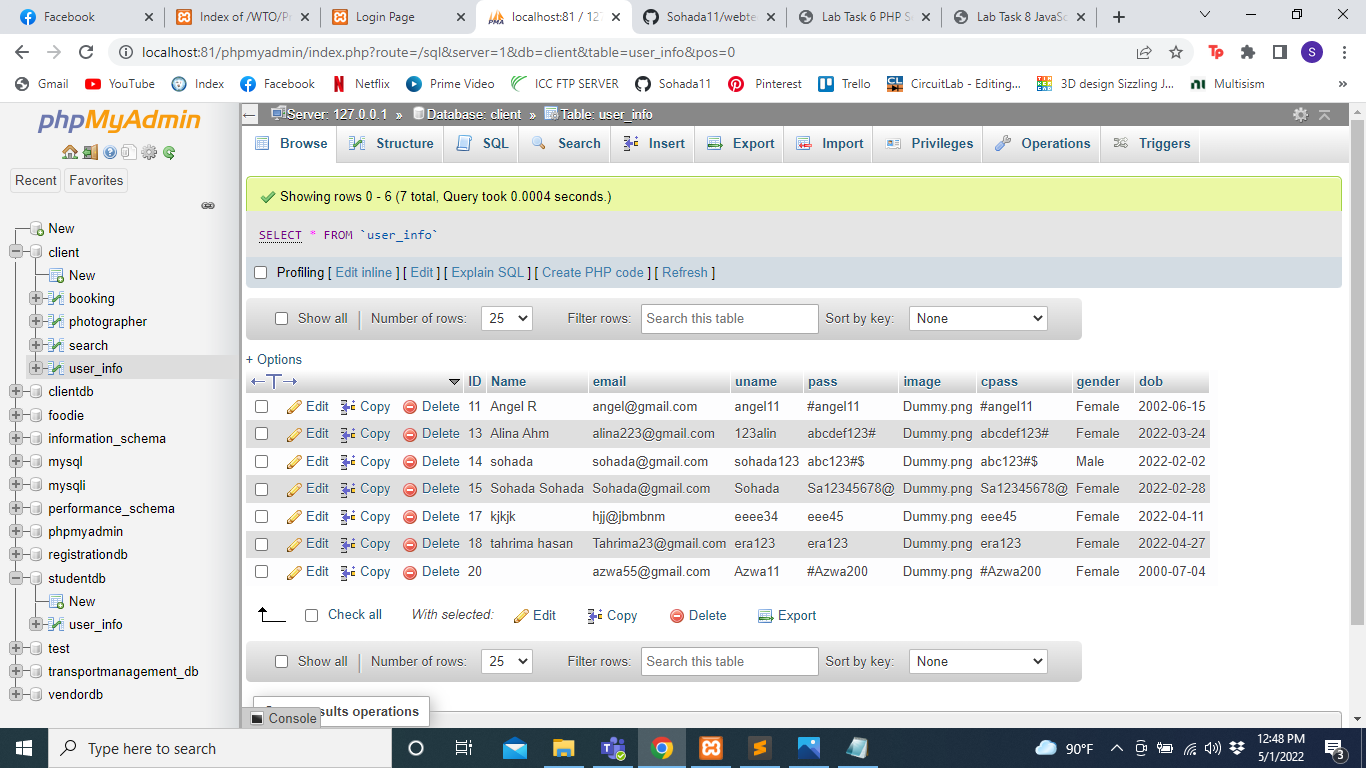 Facebook
Index of /WTO/Pr
Login Page
localhost:81 / 127
Sohada11/webte
Lab Task 6 PHP S
Lab Task 8 JavaSc
localhost:81/phpmyadmin/index.php?route=/sql&server=1&db=client&table=user_info&pos=0
Gmail YouTube Index Facebook Netflix Prime Video ICC FTP SERVER Sohada11 Pinterest Trello CircuitLab - Editing... 3D design Sizzling J... Multisism »
phpMyAdmin
Recent Favorites
New
client
New
booking
photographer
search
user_info
clientdb
foodie
information_schema
mysql
mysqli
performance_schema
phpmyadmin
registrationdb
studentdb
New
user_info
test
transportmanagement_db
vendordb
Server: 127.0.0.1 » Database: client » Table: user_info
Browse Structure SQL Search Insert Export Import Privileges Operations Triggers
Showing rows 0 - 6 (7 total, Query took 0.0004 seconds.)
SELECT * FROM `user_info`
Profiling [ Edit inline ] [ Edit ] [ Explain SQL ] [ Create PHP code ] [ Refresh ]
Show all Number of rows: 25 Filter rows: Search this table Sort by key: None
+ Options
←T→ ID Name email uname pass image cpass gender dob
Edit Copy Delete 11 Angel R angel@gmail.com angel11 #angel11 Dummy.png #angel11 Female 2002-06-15
Edit Copy Delete 13 Alina Ahm alina223@gmail.com 123alin abcdef123# Dummy.png abcdef123# Female 2022-03-24
Edit Copy Delete 14 sohada sohada@gmail.com sohada123 abc123#$ Dummy.png abc123#$ Male 2022-02-02
Edit Copy Delete 15 Sohada Sohada Sohada@gmail.com Sohada Sa12345678@ Dummy.png Sa12345678@ Female 2022-02-28
Edit Copy Delete 17 kjkjk hjj@jbmbnm eeee34 eee45 Dummy.png eee45 Female 2022-04-11
Edit Copy Delete 18 tahrima hasan Tahrima23@gmail.com era123 era123 Dummy.png era123 Female 2022-04-27
Edit Copy Delete 20 azwa55@gmail.com Azwa11 #Azwa200 Dummy.png #Azwa200 Female 2000-07-04
Check all With selected: Edit Copy Delete Export
Show all Number of rows: 25 Filter rows: Search this table Sort by key: None
sults operations
Console
Type here to search
90°F
12:48 PM
5/1/2022
3